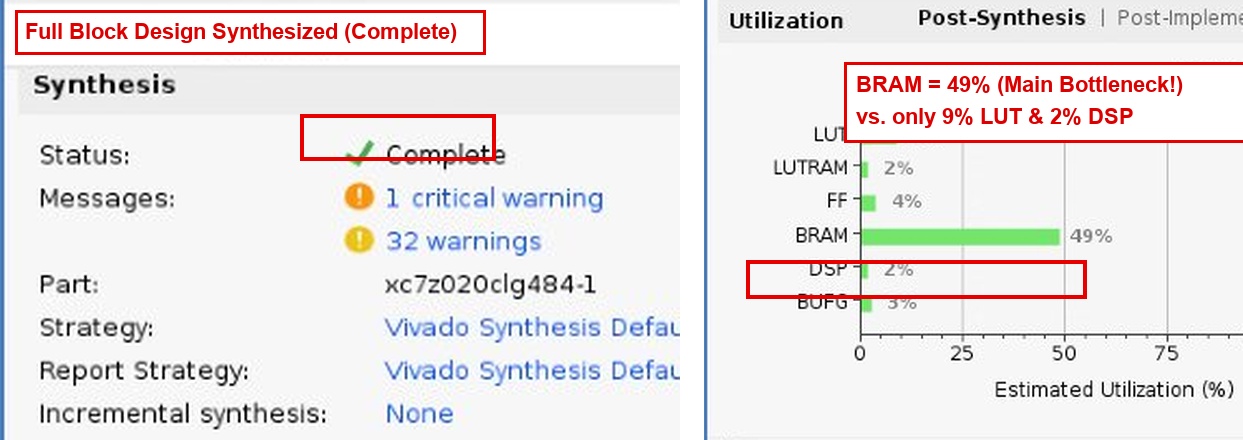 Full Block Design Synthesized (Complete)
Synthesis
Status: Complete
Messages: 1 critical warning
32 warnings
Part: xc7z020clg484-1
Strategy: Vivado Synthesis Defau
Report Strategy: Vivado Synthesis Defau
Incremental synthesis: None
Utilization Post-Synthesis | Post-Impleme
BRAM = 49% (Main Bottleneck!)
vs. only 9% LUT & 2% DSP
LUT
LUTRAM 2%
FF 4%
BRAM 49%
DSP 2%
BUFG 3%
0 25 50 75
Estimated Utilization (%)